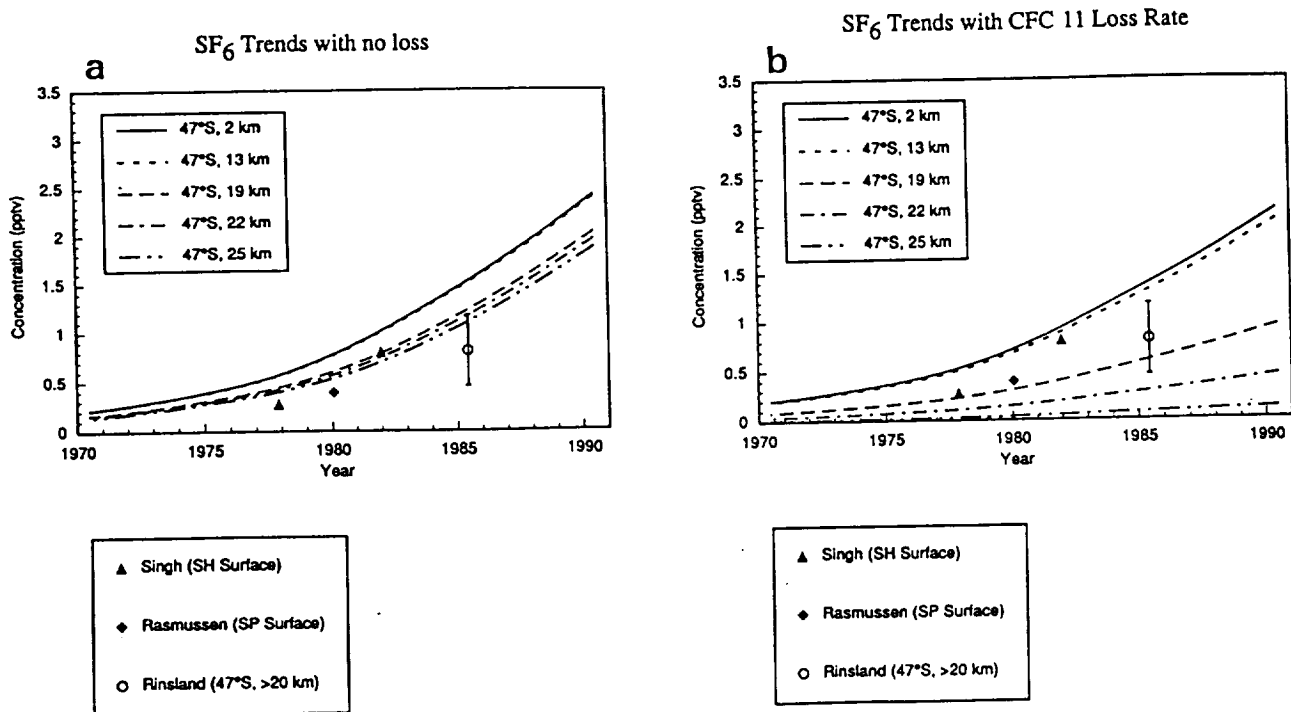 SF6 Trends with no loss
a
3.5
3
2.5
2
1.5
1
0.5
0
Concentration (pptv)
47°S, 2 km
47°S, 13 km
47°S, 19 km
47°S, 22 km
47°S, 25 km
1970
1975
1980
1985
1990
Year
Singh (SH Surface)
Rasmussen (SP Surface)
Rinsland (47°S, >20 km)
SF6 Trends with CFC 11 Loss Rate
b
3.5
3
2.5
2
1.5
1
0.5
0
Concentration (pptv)
47°S, 2 km
47°S, 13 km
47°S, 19 km
47°S, 22 km
47°S, 25 km
1970
1975
1980
1985
1990
Year
Singh (SH Surface)
Rasmussen (SP Surface)
Rinsland (47°S, >20 km)